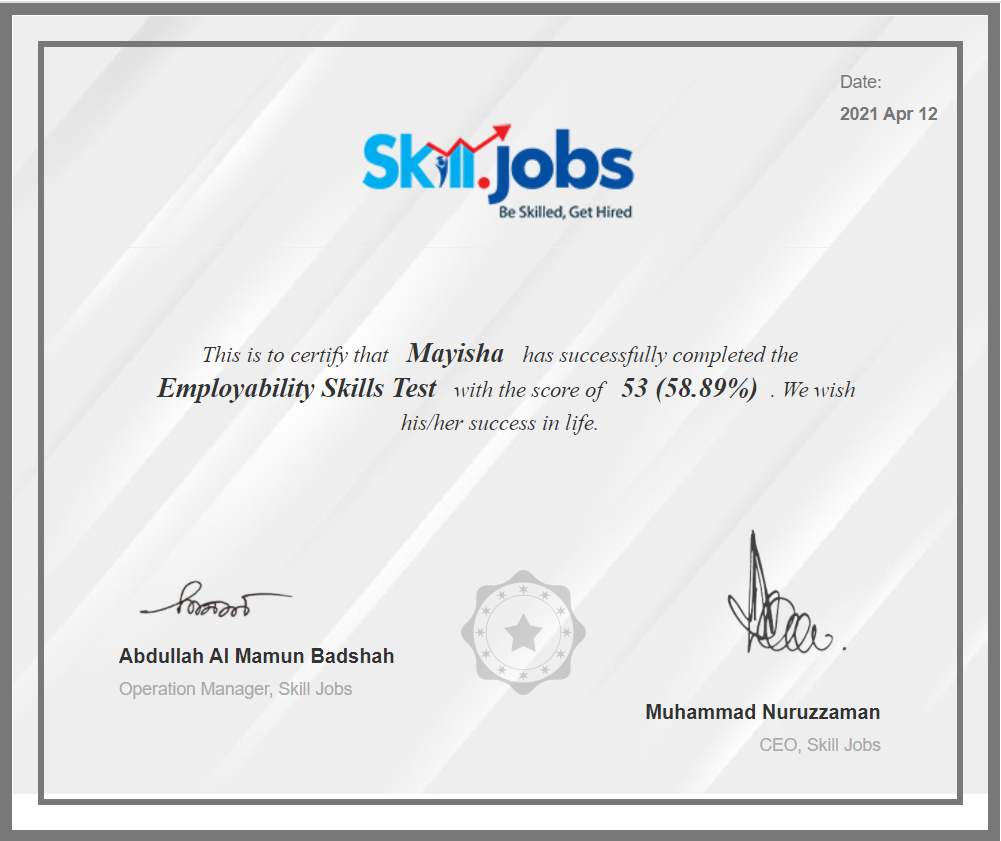 Date:
2021 Apr 12
Skill.jobs
Be Skilled, Get Hired
This is to certify that Mayisha has successfully completed the
Employability Skills Test with the score of 53 (58.89%) . We wish
his/her success in life.
Abdullah Al Mamun Badshah
Operation Manager, Skill Jobs
Muhammad Nuruzzaman
CEO, Skill Jobs